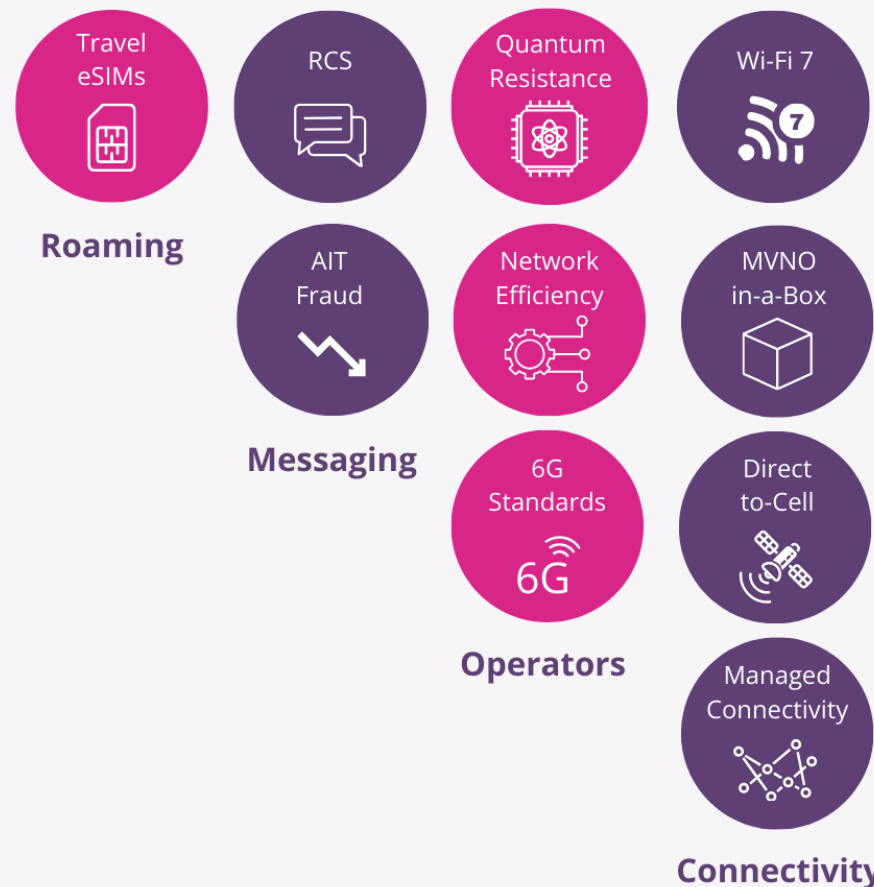 Travel
eSIMs
RCS
Quantum
Resistance
Wi-Fi 7
7
Roaming
AIT
Fraud
Network
Efficiency
MVNO
in-a-Box
Messaging
6G
Standards
6G
Direct
to-Cell
Operators
Managed
Connectivity
Connectivity